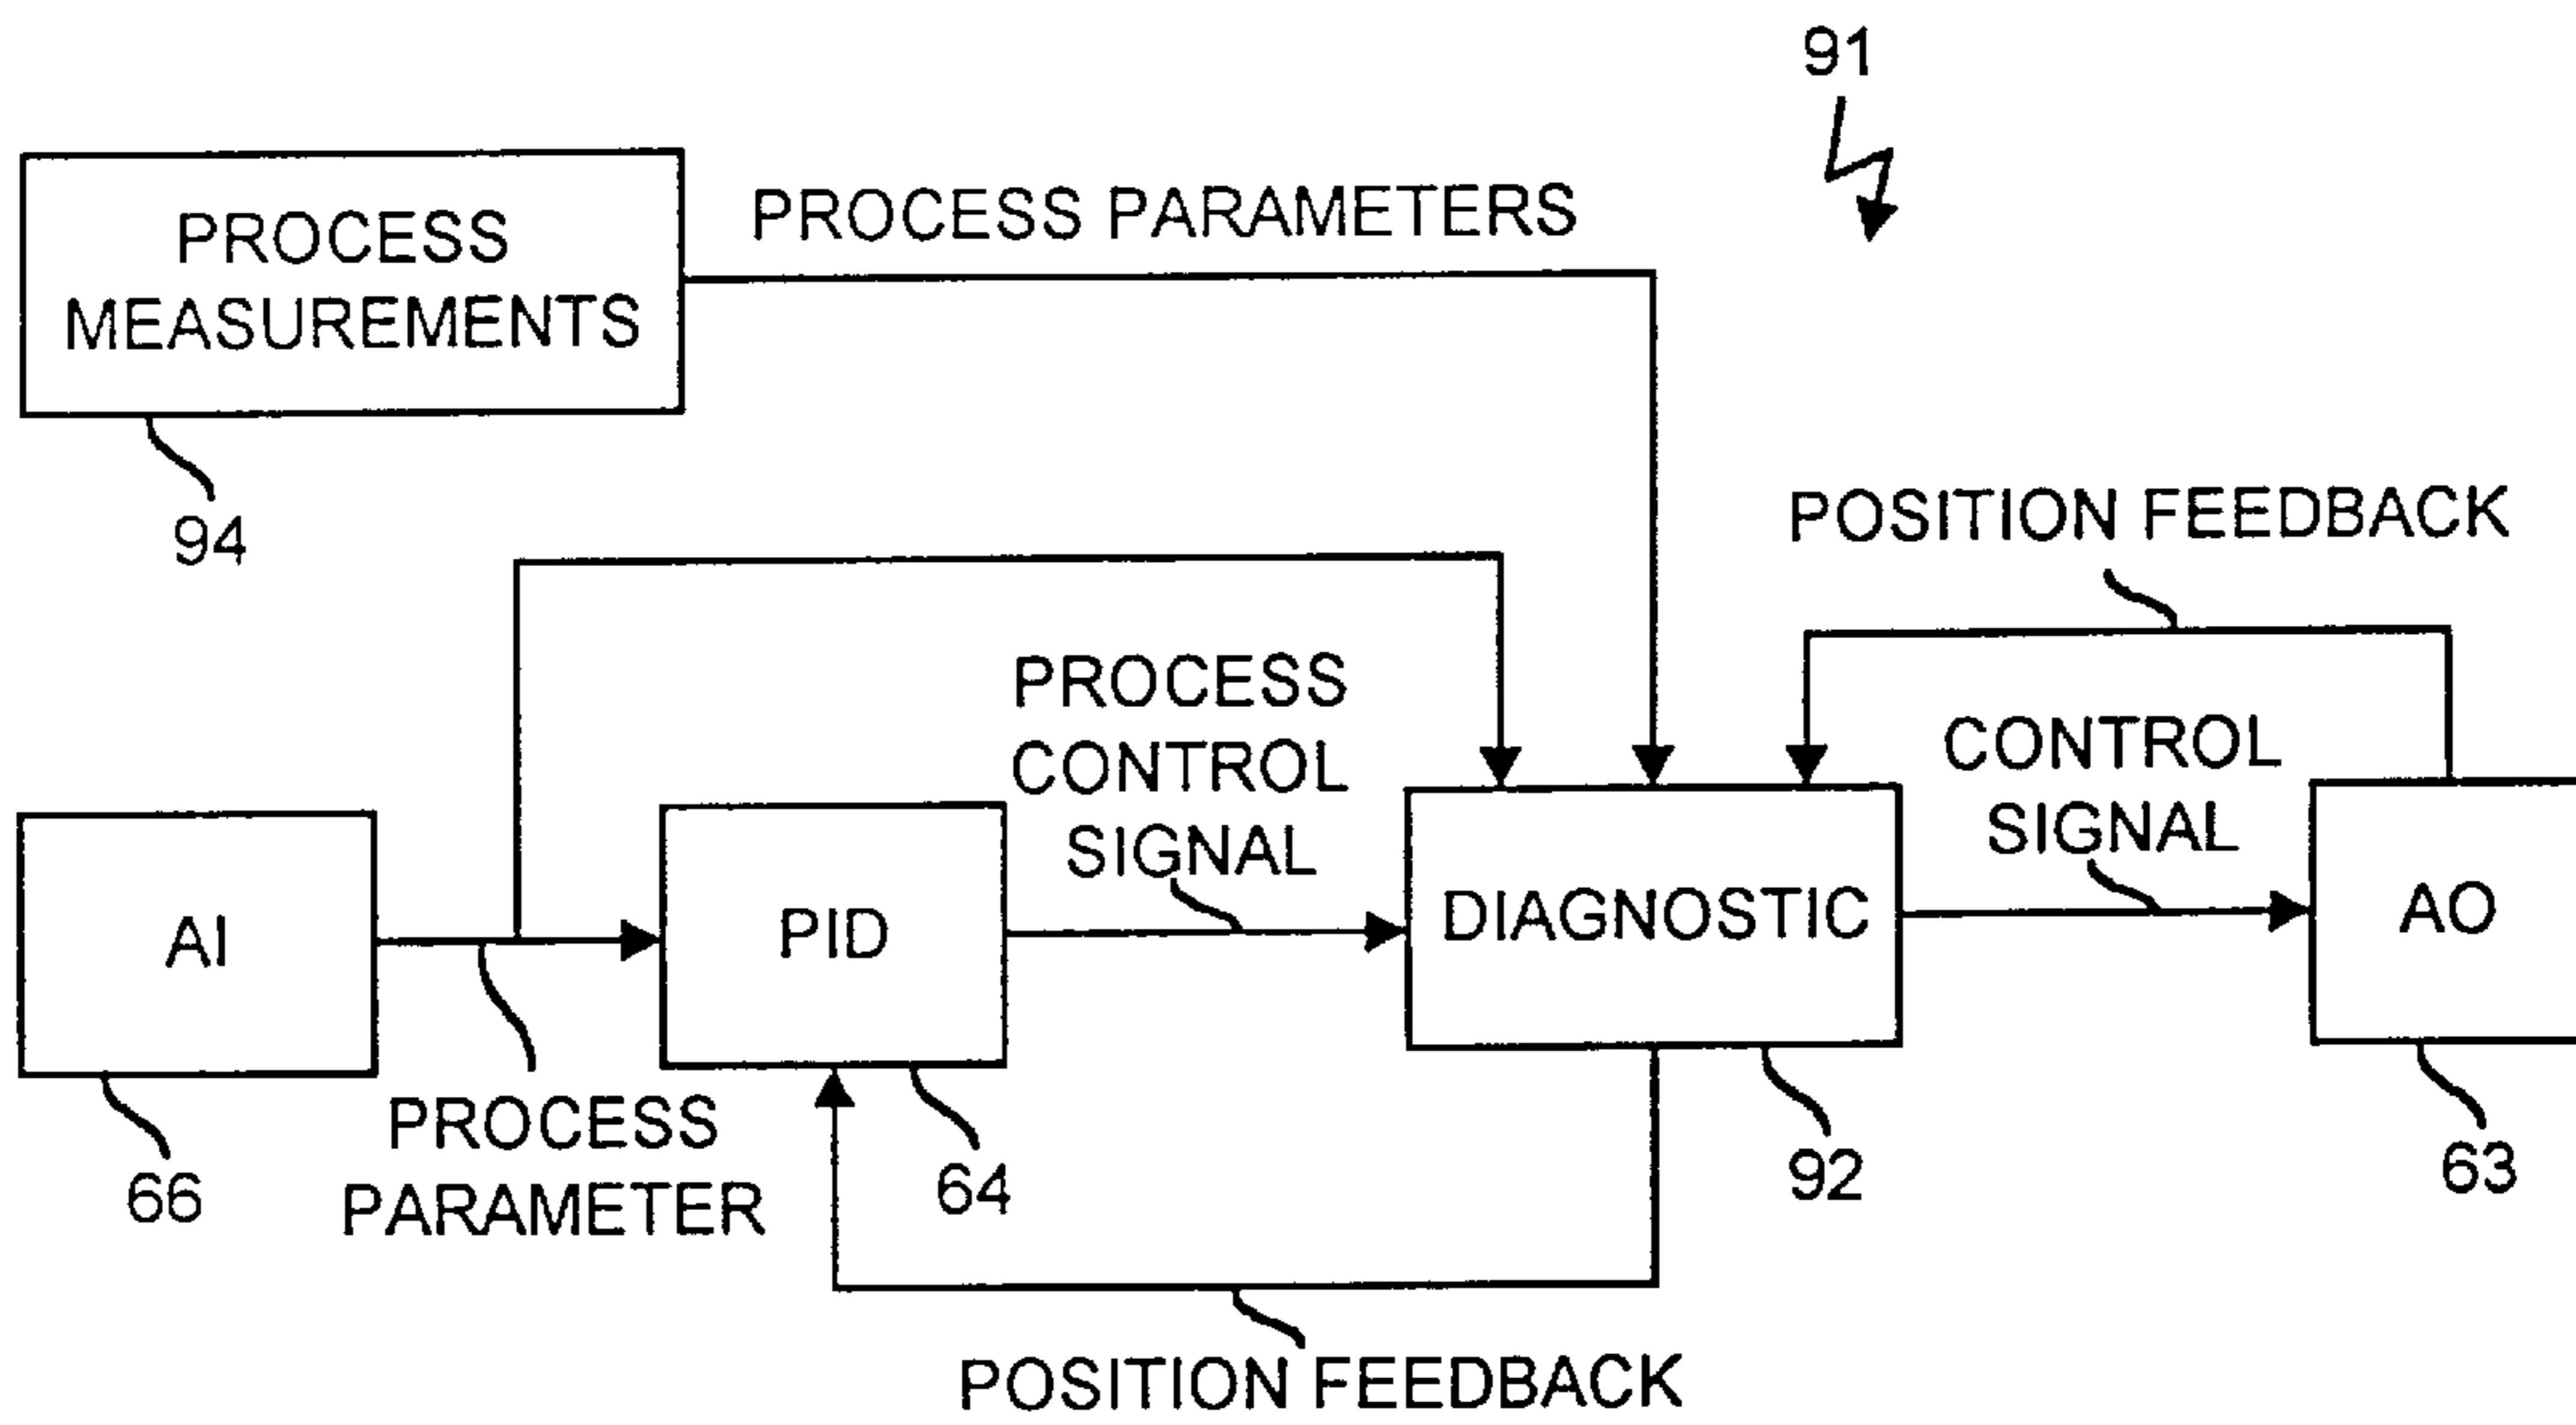 91
PROCESS
MEASUREMENTS
PROCESS PARAMETERS
94
POSITION FEEDBACK
PROCESS
CONTROL
SIGNAL
CONTROL
SIGNAL
AI
PID
DIAGNOSTIC
AO
PROCESS
PARAMETER
66
64
92
63
POSITION FEEDBACK